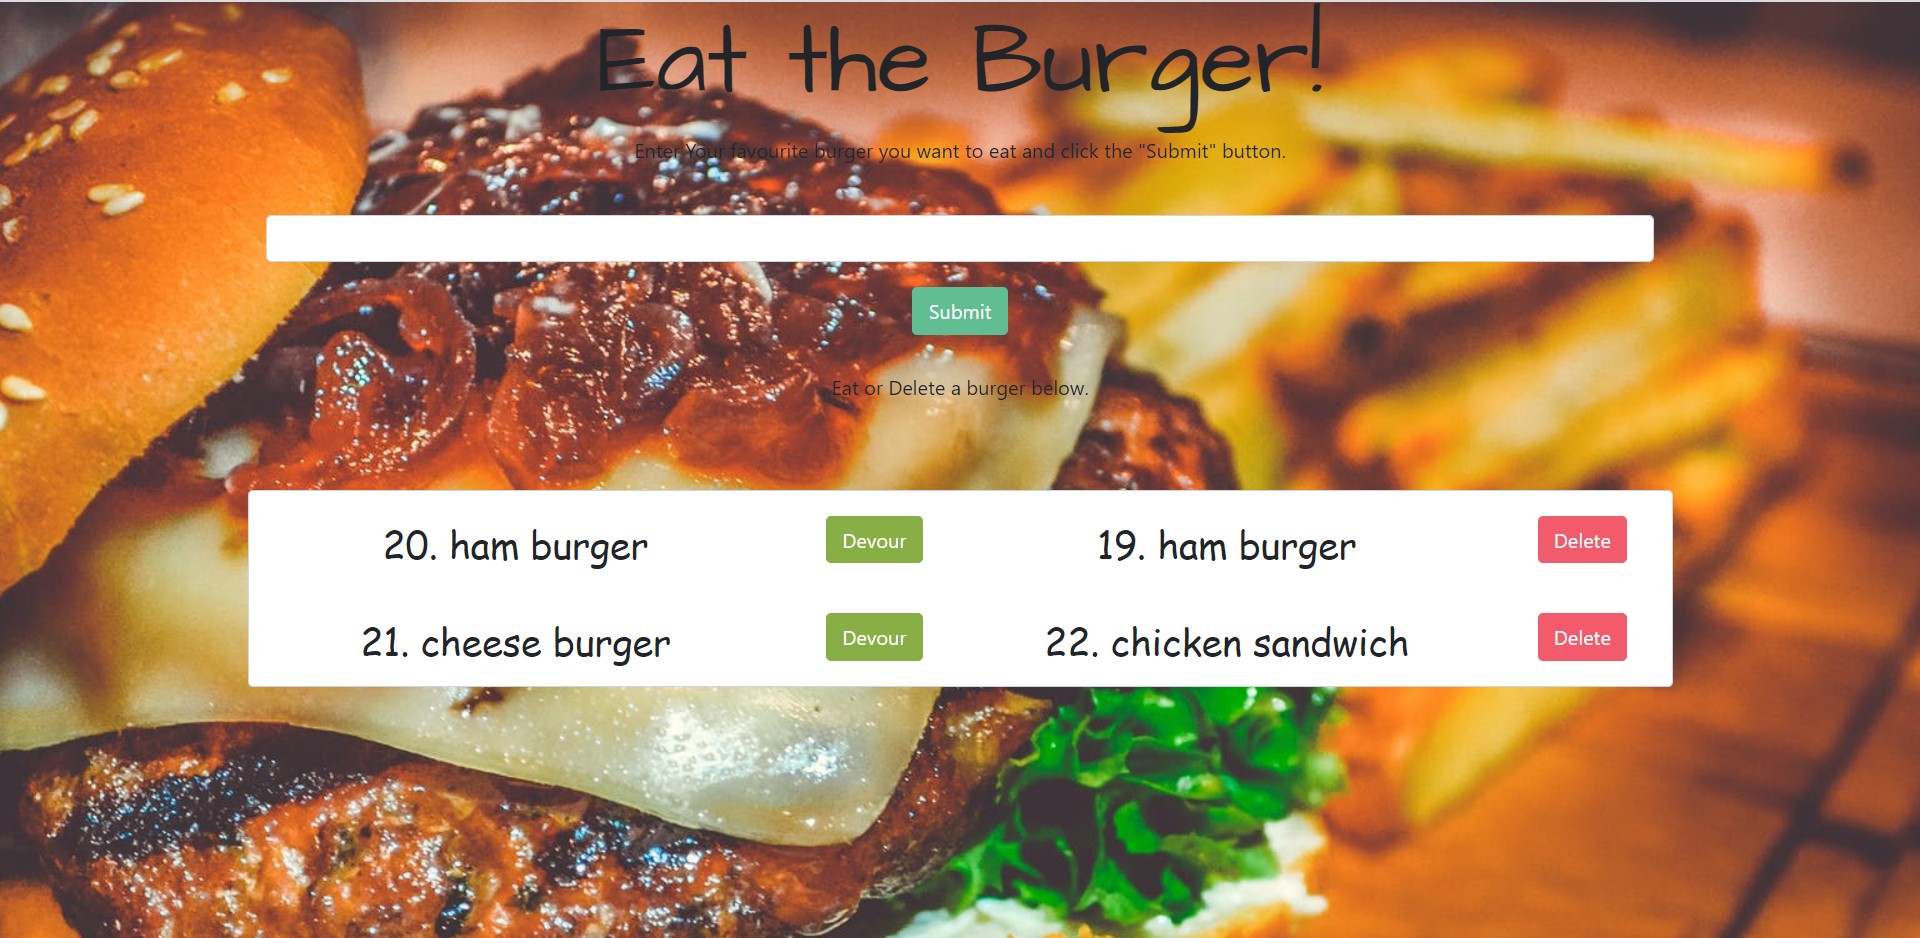 Eat the Burger!
Enter Your favourite burger you want to eat and click the "Submit" button.
Submit
Eat or Delete a burger below.
20. ham burger
Devour
19. ham burger
Delete
21. cheese burger
Devour
22. chicken sandwich
Delete